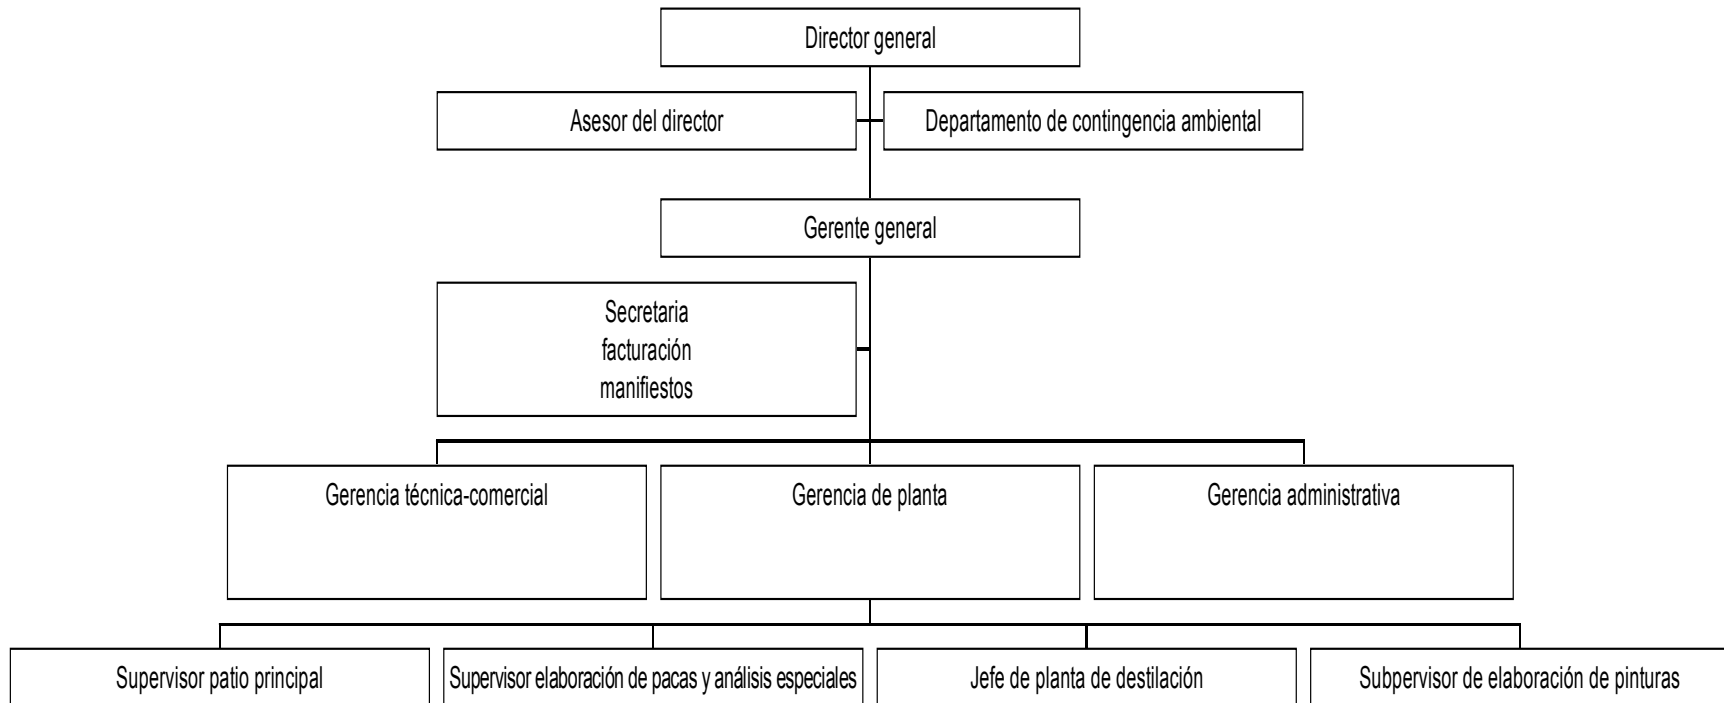 Director general
Asesor del director
Departamento de contingencia ambiental
Gerente general
Secretaria
facturación
manifiestos
Gerencia técnica-comercial
Gerencia de planta
Gerencia administrativa
Supervisor patio principal
Supervisor elaboración de pacas y análisis especiales
Jefe de planta de destilación
Subpervisor de elaboración de pinturas